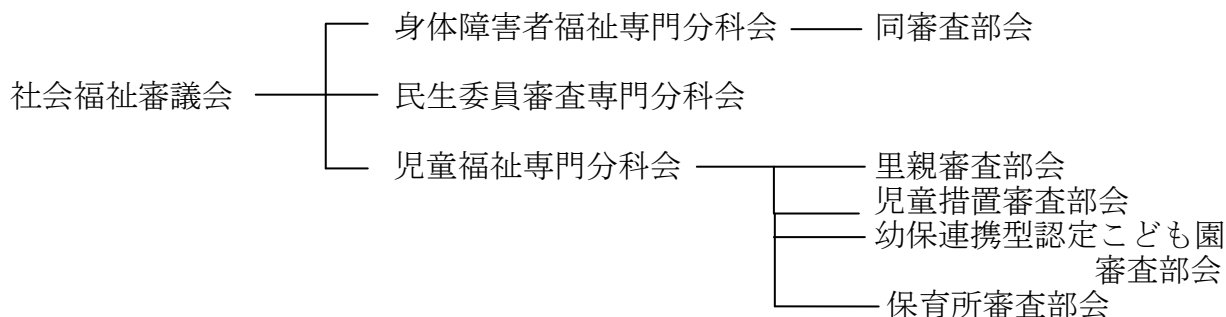 身体障害者福祉専門分科会 同審査部会
社会福祉審議会 民生委員審査専門分科会
児童福祉専門分科会 里親審査部会
児童措置審査部会
幼保連携型認定こども園
審査部会
保育所審査部会